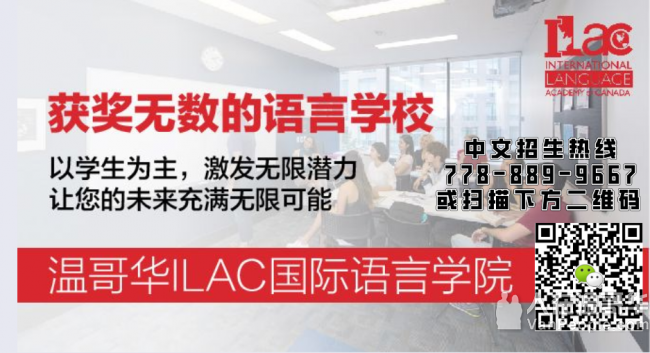 ILAC
INTERNATIONAL
LANGUAGE
ACADEMY OF CANADA
获奖无数的语言学校
以学生为主，激发无限潜力
让您的未来充满无限可能
中文招生热线
778-889-9667
或扫描下方二维码
温哥华ILAC国际语言学院